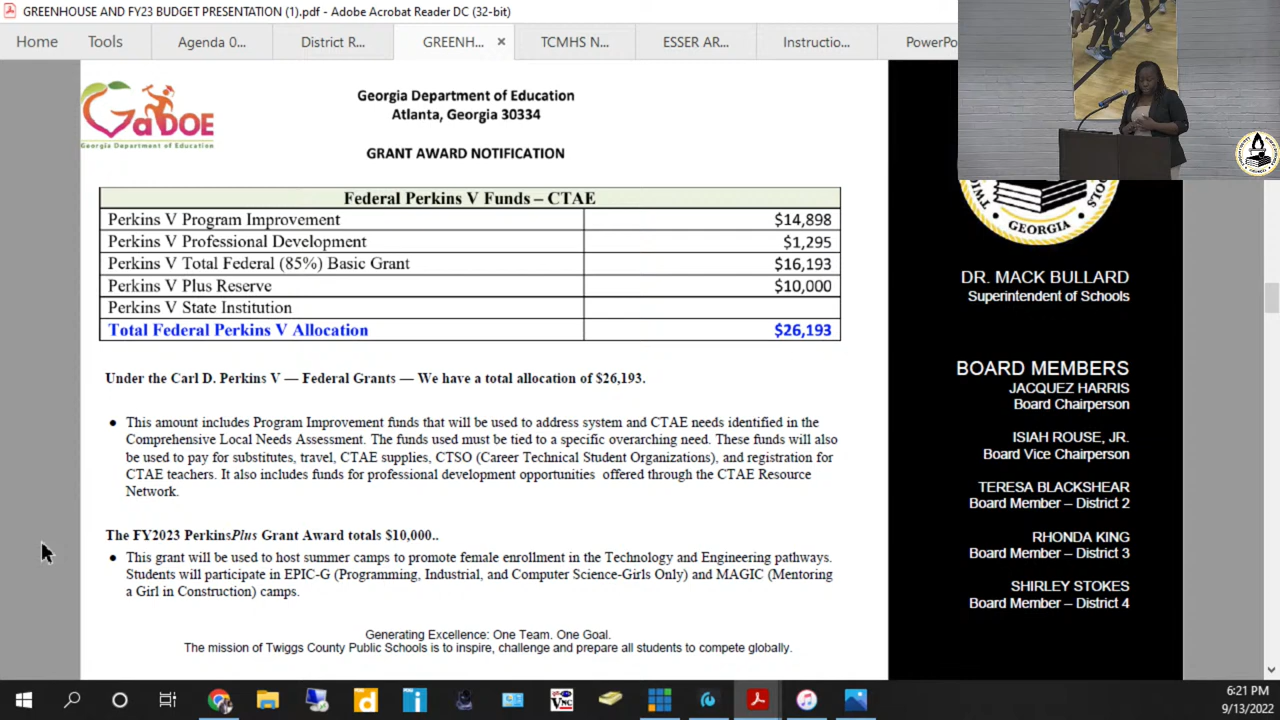 GREENHOUSE AND FY23 BUDGET PRESENTATION (1).pdf - Adobe Acrobat Reader DC (32-bit)
Home Tools Agenda 0... District R... GREENH... × TCMHS N... ESSER AR... Instructio... PowerPo
GaDOE
Georgia Department of Education
Georgia Department of Education
Atlanta, Georgia 30334
GRANT AWARD NOTIFICATION
Federal Perkins V Funds – CTAE
Perkins V Program Improvement $14,898
Perkins V Professional Development $1,295
Perkins V Total Federal (85%) Basic Grant $16,193
Perkins V Plus Reserve $10,000
Perkins V State Institution
Total Federal Perkins V Allocation $26,193
Under the Carl D. Perkins V — Federal Grants — We have a total allocation of $26,193.
• This amount includes Program Improvement funds that will be used to address system and CTAE needs identified in the
Comprehensive Local Needs Assessment. The funds used must be tied to a specific overarching need. These funds will also
be used to pay for substitutes, travel, CTAE supplies, CTSO (Career Technical Student Organizations), and registration for
CTAE teachers. It also includes funds for professional development opportunities offered through the CTAE Resource
Network.
The FY2023 PerkinsPlus Grant Award totals $10,000..
• This grant will be used to host summer camps to promote female enrollment in the Technology and Engineering pathways.
Students will participate in EPIC-G (Programming, Industrial, and Computer Science-Girls Only) and MAGIC (Mentoring
a Girl in Construction) camps.
Generating Excellence: One Team. One Goal.
The mission of Twiggs County Public Schools is to inspire, challenge and prepare all students to compete globally.
GEORGIA
DR. MACK BULLARD
Superintendent of Schools
BOARD MEMBERS
JACQUEZ HARRIS
Board Chairperson
ISIAH ROUSE, JR.
Board Vice Chairperson
TERESA BLACKSHEAR
Board Member – District 2
RHONDA KING
Board Member – District 3
SHIRLEY STOKES
Board Member – District 4
6:21 PM
9/13/2022